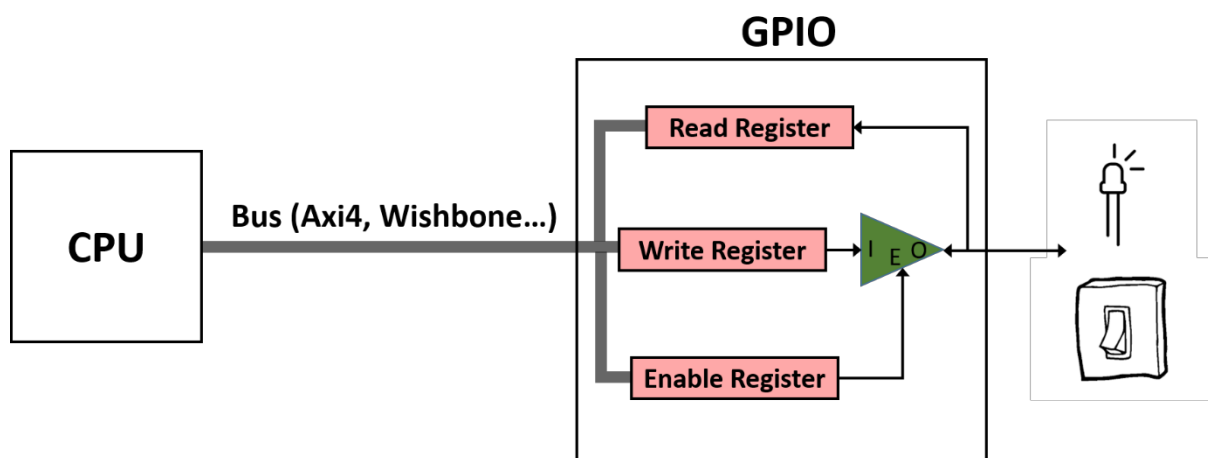 GPIO
Read Register
Bus (Axi4, Wishbone...)
CPU
Write Register
I E O
Enable Register